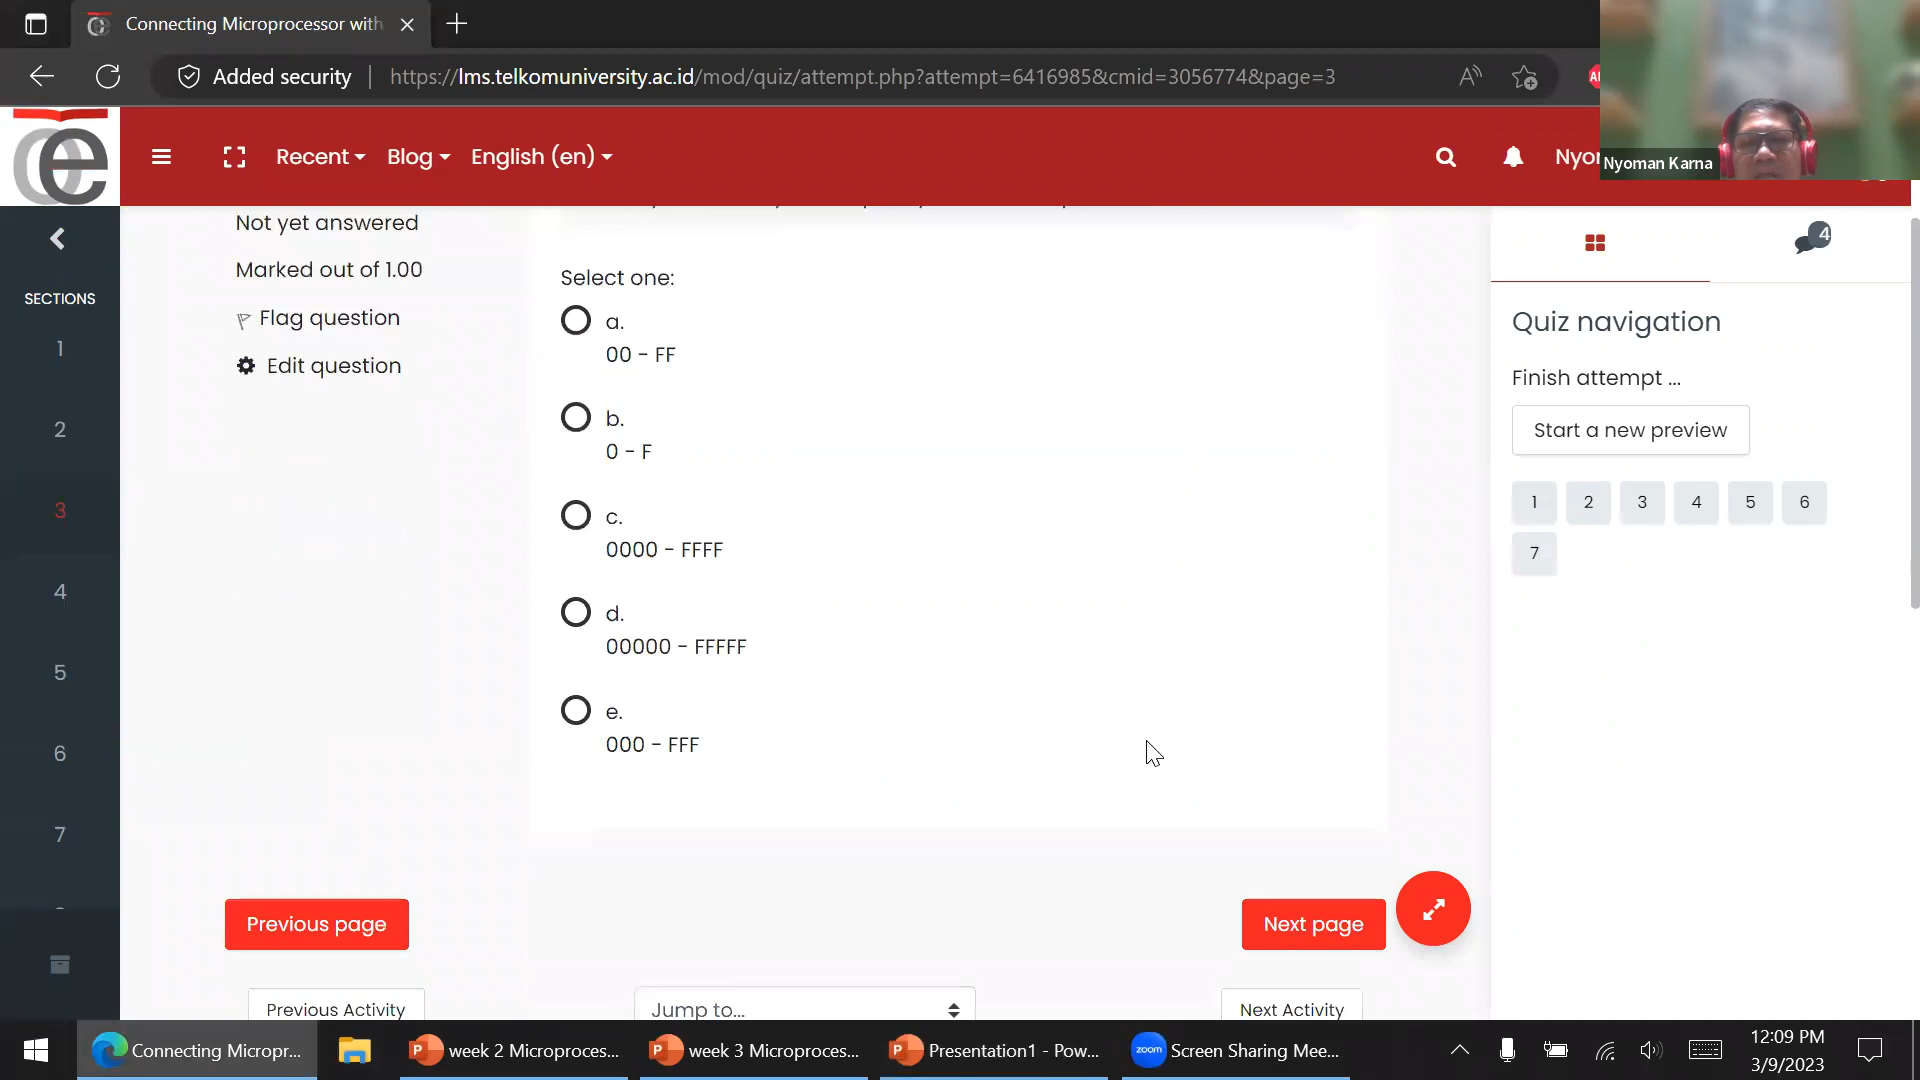 Connecting Microprocessor with
Added security
https://lms.telkomuniversity.ac.id/mod/quiz/attempt.php?attempt=6416985&cmid=3056774&page=3
Recent
Blog
English (en)
Nyoman Karna
Not yet answered
Marked out of 1.00
Flag question
Edit question
SECTIONS
1
2
3
4
5
6
7
Select one:
a.
00 - FF
b.
0 - F
c.
0000 - FFFF
d.
00000 - FFFFF
e.
000 - FFF
4
Quiz navigation
Finish attempt ...
Start a new preview
1 2 3 4 5 6
7
Previous page
Next page
Previous Activity
Jump to...
Next Activity
Connecting Micropr...
week 2 Microproces...
week 3 Microproces...
Presentation1 - Pow...
zoom
Screen Sharing Mee...
12:09 PM
3/9/2023